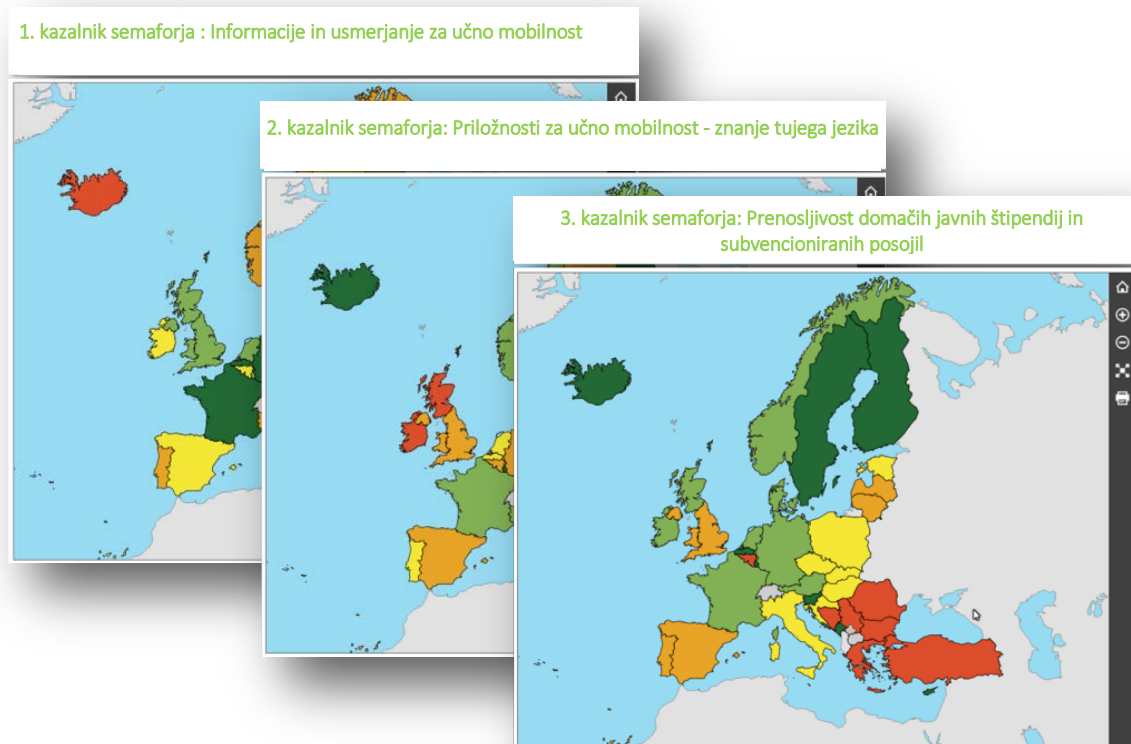 1. kazalnik semaforja : Informacije in usmerjanje za učno mobilnost
2. kazalnik semaforja: Priložnosti za učno mobilnost - znanje tujega jezika
3. kazalnik semaforja: Prenosljivost domačih javnih štipendij in
subvencioniranih posojil